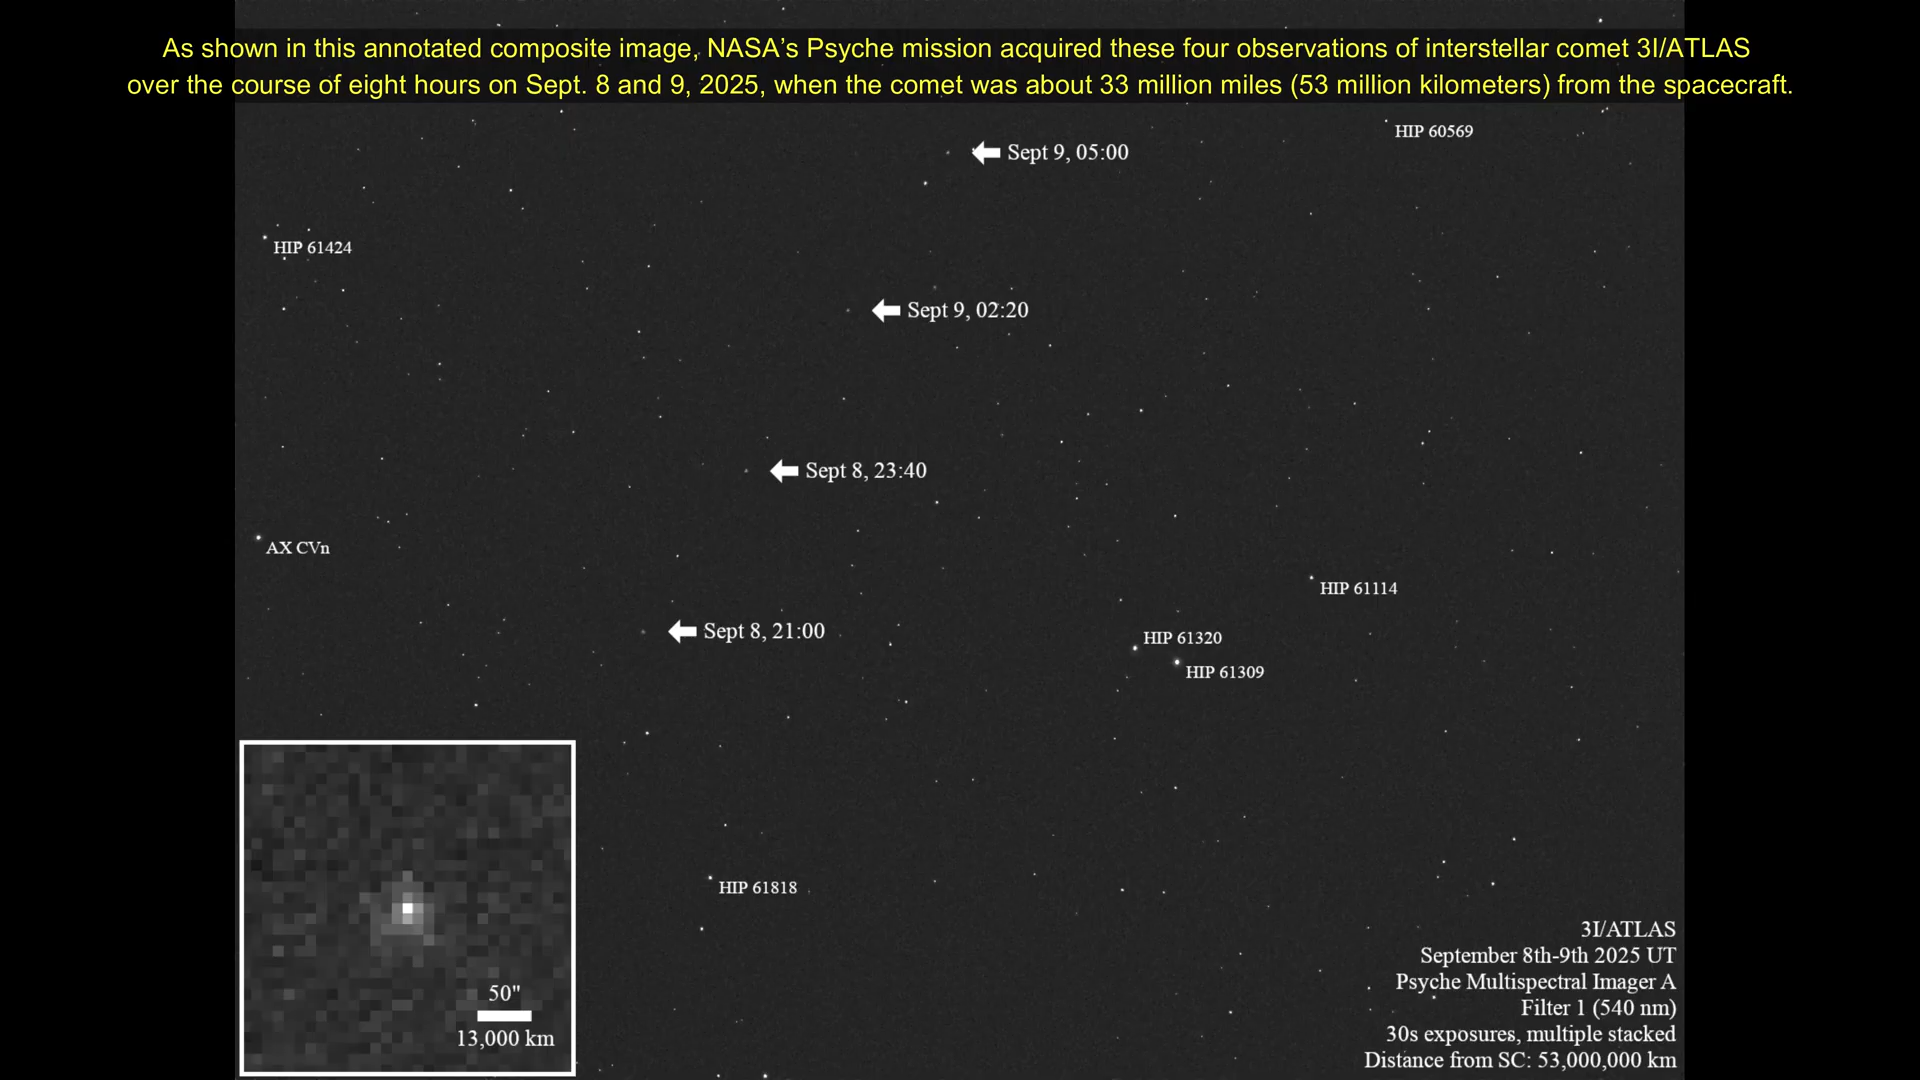 As shown in this annotated composite image, NASA’s Psyche mission acquired these four observations of interstellar comet 3I/ATLAS
over the course of eight hours on Sept. 8 and 9, 2025, when the comet was about 33 million miles (53 million kilometers) from the spacecraft.
HIP 60569
Sept 9, 05:00
HIP 61424
Sept 9, 02:20
Sept 8, 23:40
AX CVn
HIP 61114
Sept 8, 21:00
HIP 61320
HIP 61309
HIP 61818
50"
13,000 km
3I/ATLAS
September 8th-9th 2025 UT
Psyche Multispectral Imager A
Filter 1 (540 nm)
30s exposures, multiple stacked
Distance from SC: 53,000,000 km